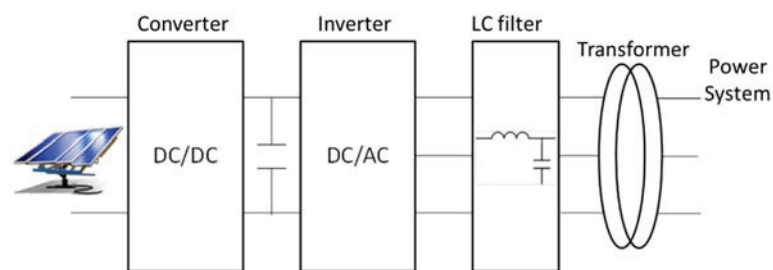 Converter
Inverter
LC filter
Transformer
Power
System
DC/DC
DC/AC